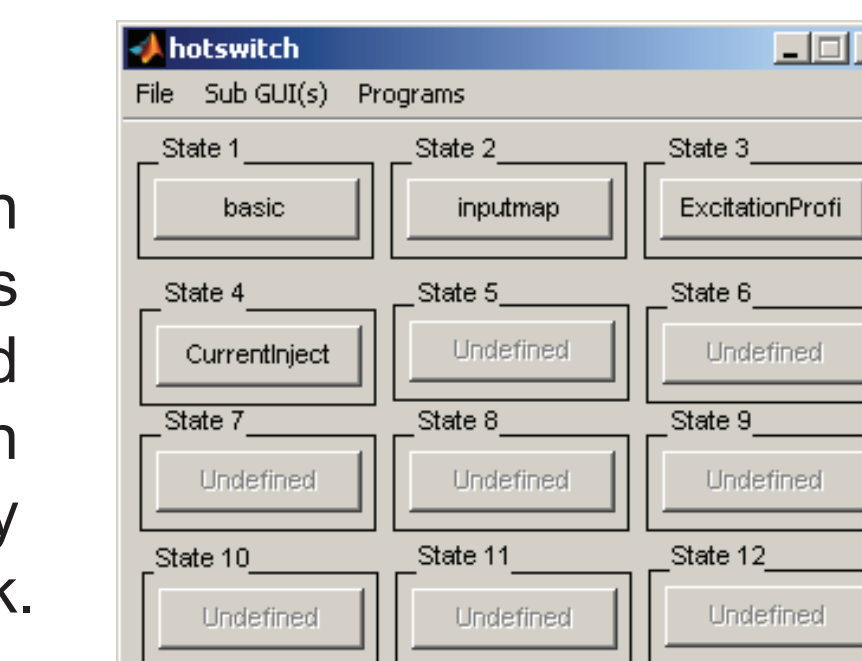 hotswitch
File Sub GUI(s) Programs
State 1 State 2 State 3
basic inputmap ExcitationProfi
State 4 State 5 State 6
CurrentInject Undefined Undefined
State 7 State 8 State 9
Undefined Undefined Undefined
State 10 State 11 State 12
Undefined Undefined Undefined